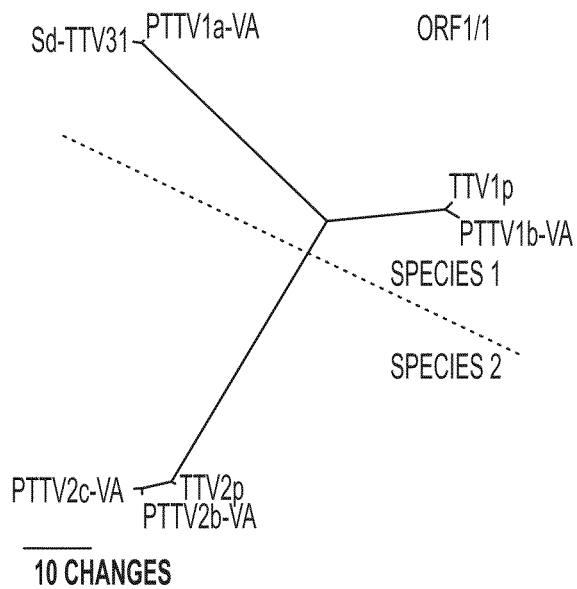 PTTV1a-VA
ORF1/1
Sd-TTV31
TTV1p
PTTV1b-VA
SPECIES 1
SPECIES 2
PTTV2c-VA
TTV2p
PTTV2b-VA
10 CHANGES